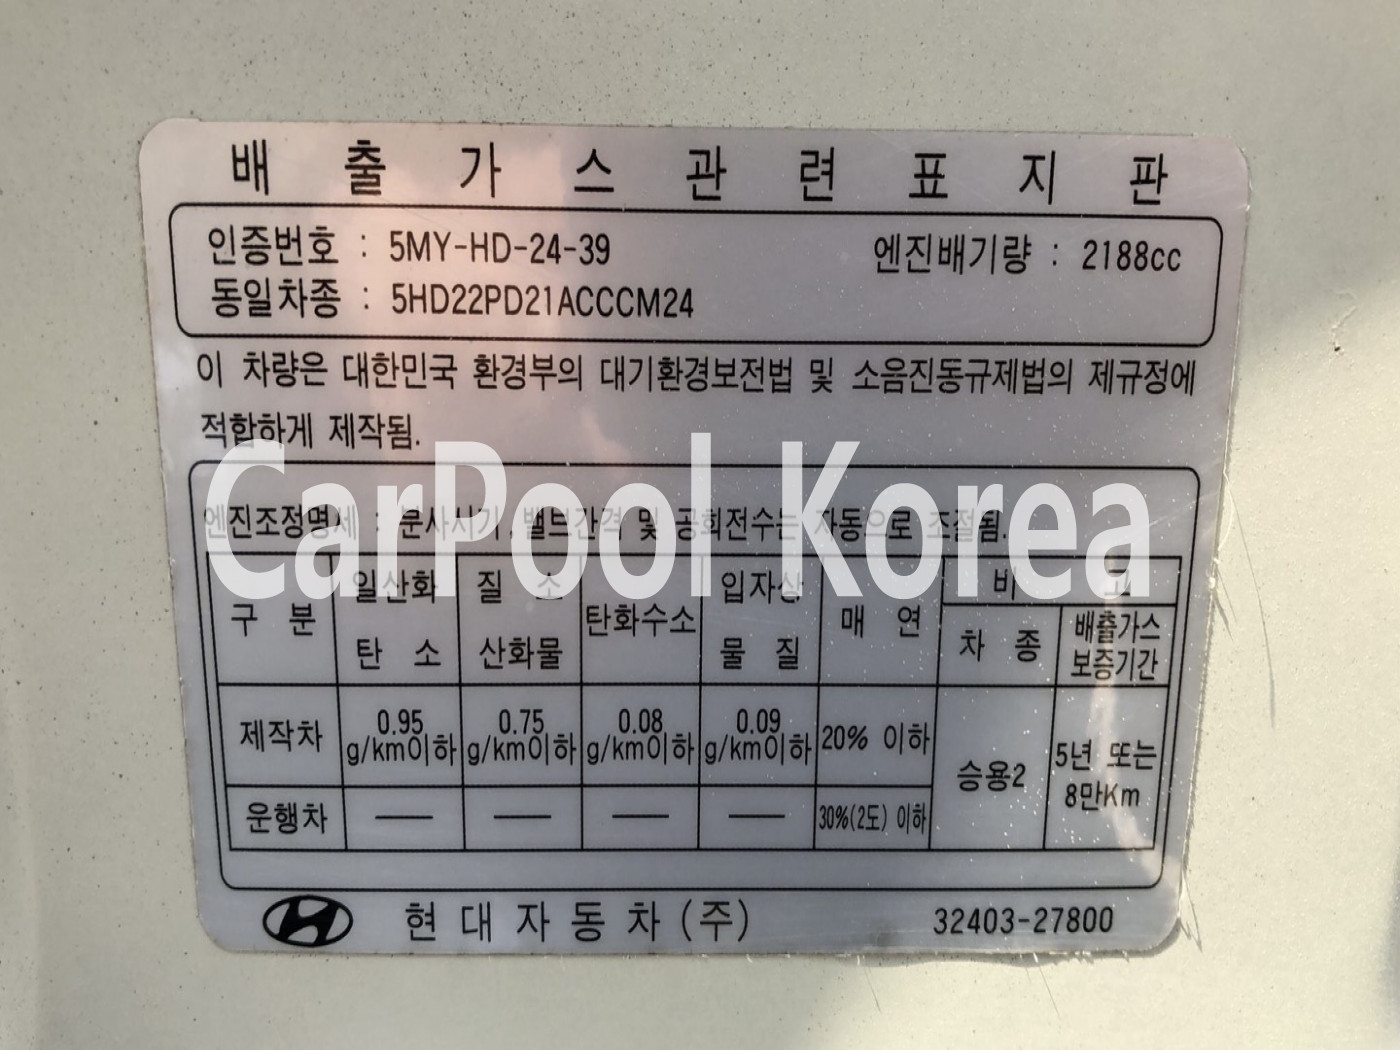 배 출 가 스 관 련 표 지 판
인증번호 : 5MY-HD-24-39 엔진배기량 : 2188cc
동일차종 : 5HD22PD21ACCCM24
이 차량은 대한민국 환경부의 대기환경보전법 및 소음진동규제법의 제규정에
적합하게 제작됨.
CarPool Korea
엔진조정명세 : 분사시기, 밸브간격 및 공회전수는 자동으로 조절됨.
구 분 일산화 탄 소 질 소 산화물 탄화수소 입자상 물 질 매 연 비 고
차 종 배출가스 보증기간
제작차 0.95 g/km이하 0.75 g/km이하 0.08 g/km이하 0.09 g/km이하 20% 이하 승용2 5년 또는 8만Km
운행차 — — — — 30%(2도) 이하
현대자동차(주) 32403-27800